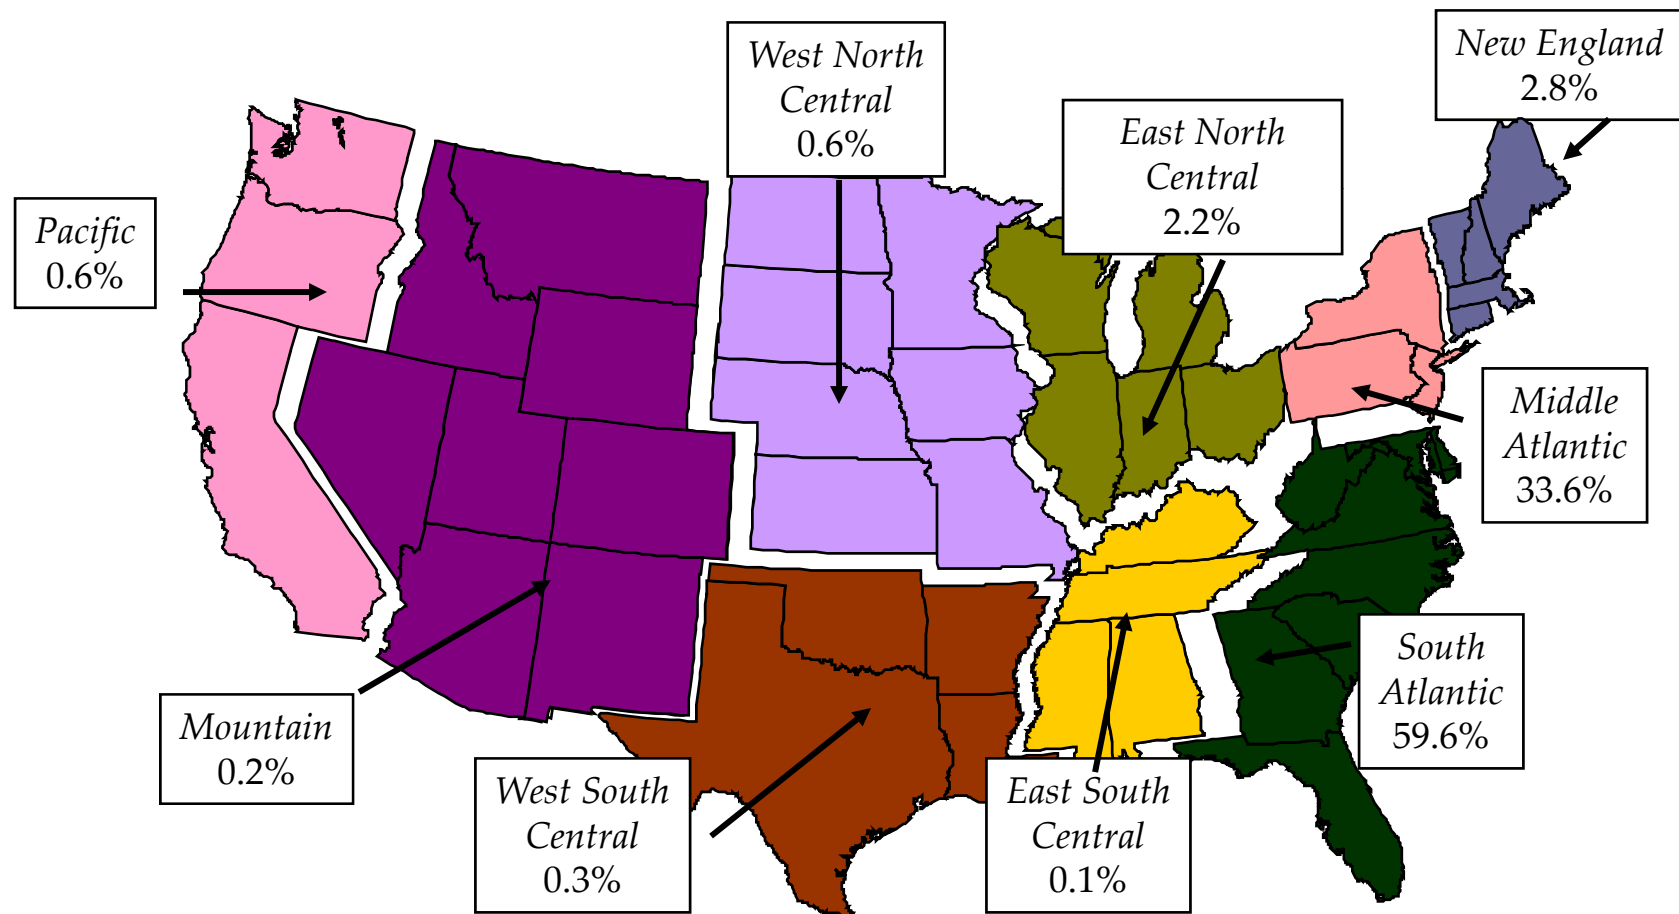 New England
2.8%
West North
Central
0.6%
East North
Central
2.2%
Pacific
0.6%
Middle
Atlantic
33.6%
South
Atlantic
59.6%
Mountain
0.2%
West South
Central
0.3%
East South
Central
0.1%